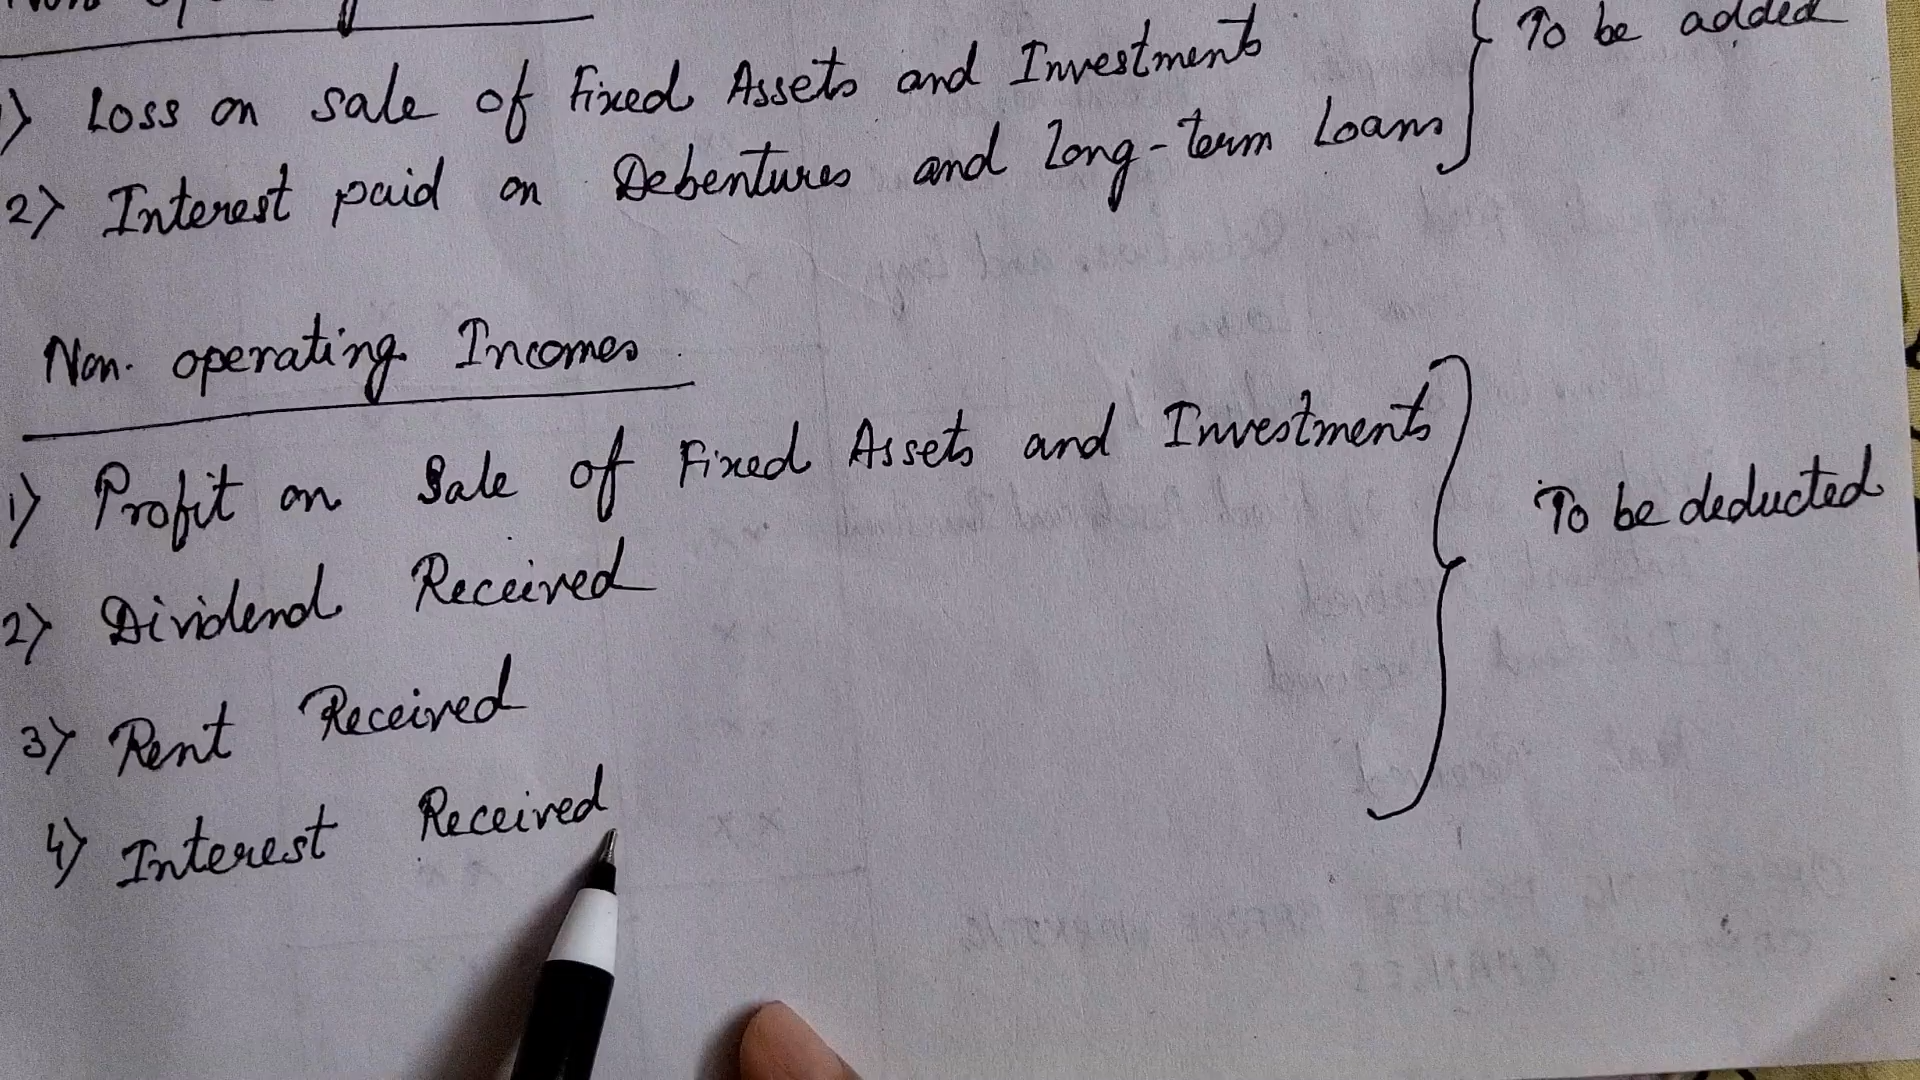 To be added
1) Loss on sale of Fixed Assets and Investments
2) Interest paid on Debentures and Long-term Loans
Non. operating Incomes
1) Profit on Sale of Fixed Assets and Investments
To be deducted
2) Dividend Received
3) Rent Received
4) Interest Received